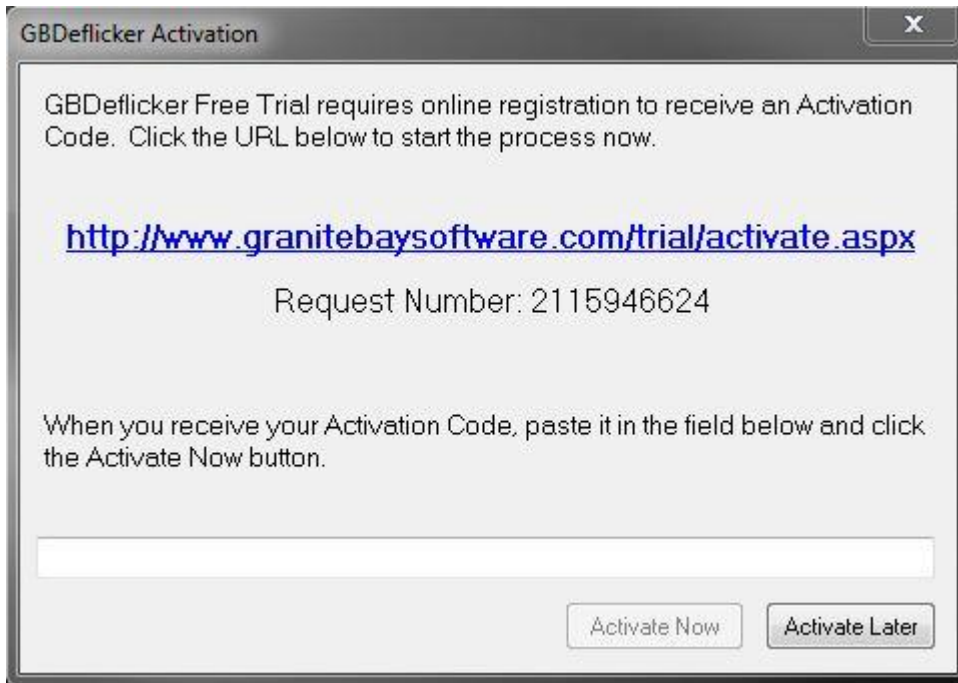 GBDeflicker Activation
X
GBDeflicker Free Trial requires online registration to receive an Activation
Code.  Click the URL below to start the process now.
http://www.granitebaysoftware.com/trial/activate.aspx
Request Number: 2115946624
When you receive your Activation Code, paste it in the field below and click
the Activate Now button.
Activate Now
Activate Later